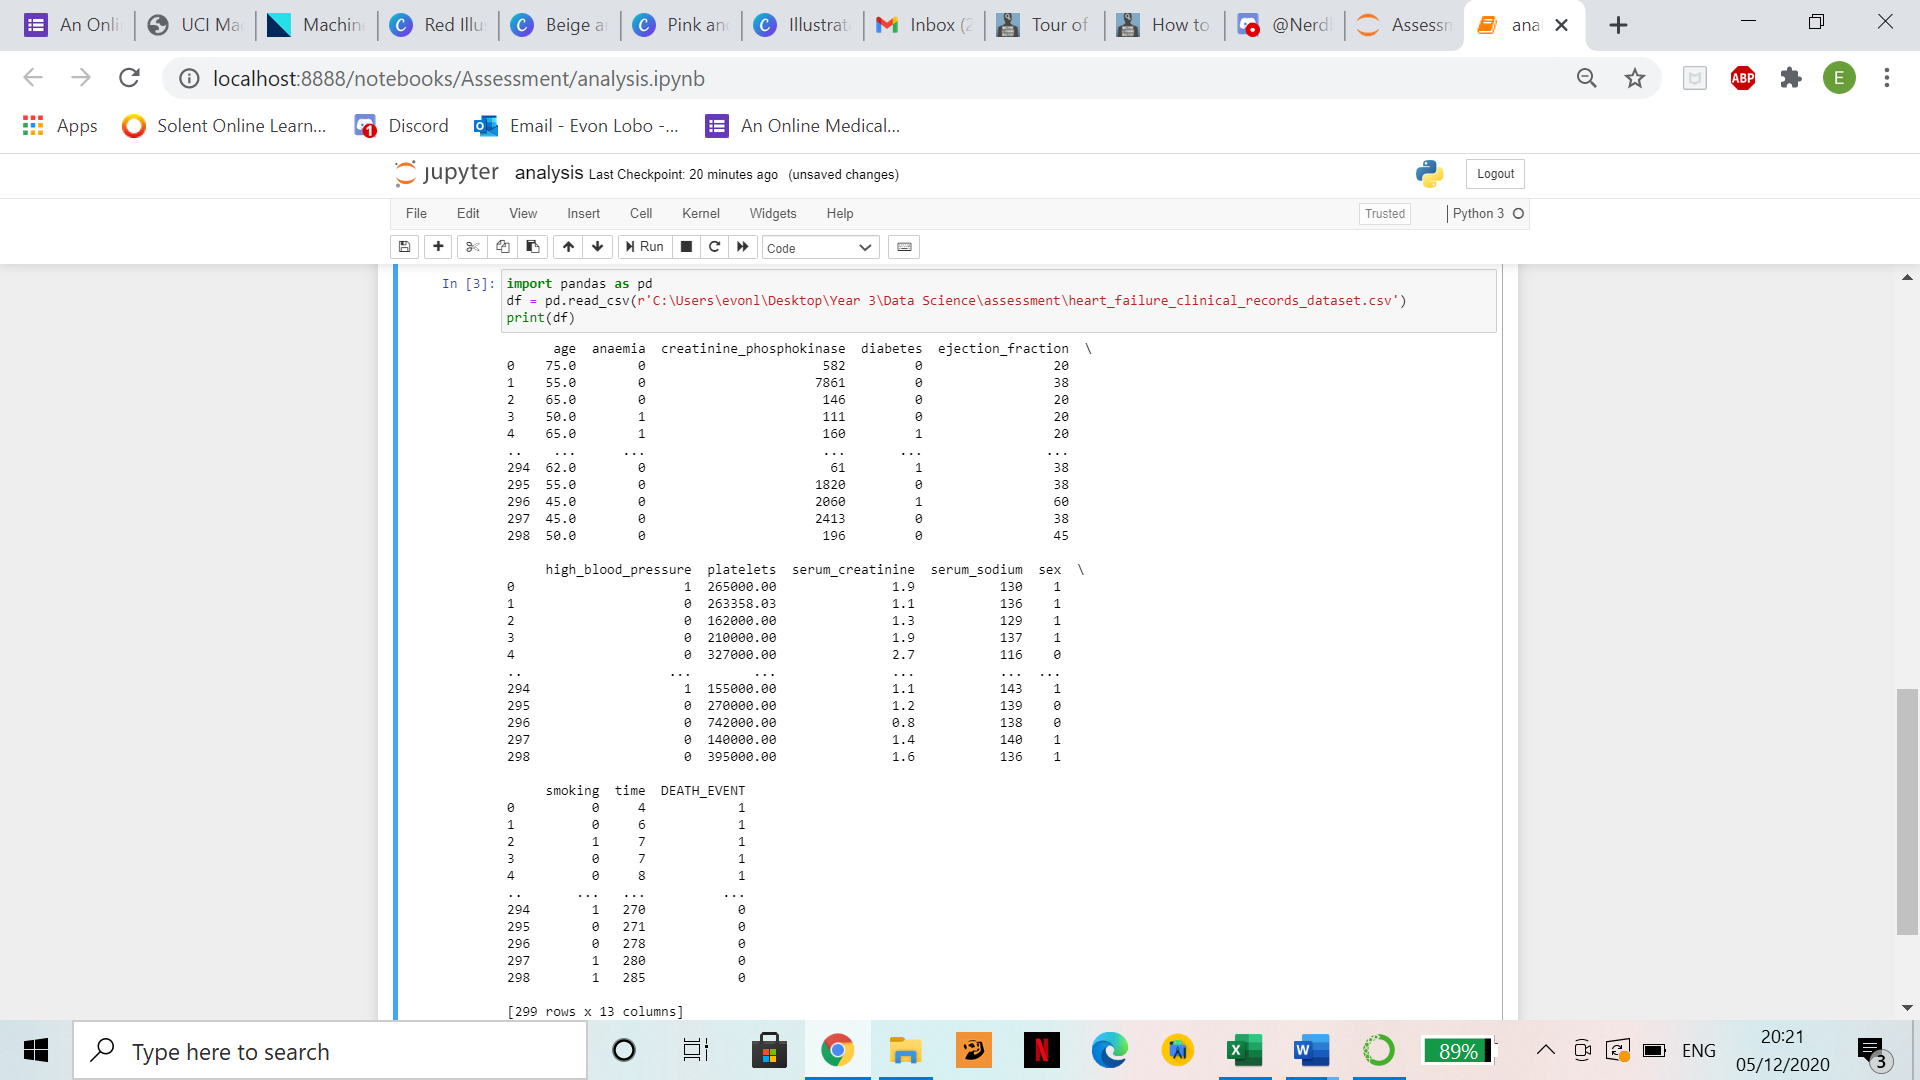 An Onli UCI Ma Machin Red Illu Beige a Pink an Illustrat Inbox (2 Tour of How to @Nerd Assessm ana
localhost:8888/notebooks/Assessment/analysis.ipynb ABP E
Apps Solent Online Learn... 1 Discord Email - Evon Lobo -... An Online Medical...
jupyter analysis Last Checkpoint: 20 minutes ago (unsaved changes) Logout
File Edit View Insert Cell Kernel Widgets Help Trusted Python 3
Run Code
In [3]: import pandas as pd
df = pd.read_csv(r'C:\Users\evonl\Desktop\Year 3\Data Science\assessment\heart_failure_clinical_records_dataset.csv')
print(df)
age anaemia creatinine_phosphokinase diabetes ejection_fraction \
0 75.0 0 582 0 20
1 55.0 0 7861 0 38
2 65.0 0 146 0 20
3 50.0 1 111 0 20
4 65.0 1 160 1 20
.. ... ... ... ... ...
294 62.0 0 61 1 38
295 55.0 0 1820 0 38
296 45.0 0 2060 1 60
297 45.0 0 2413 0 38
298 50.0 0 196 0 45
high_blood_pressure platelets serum_creatinine serum_sodium sex \
0 1 265000.00 1.9 130 1
1 0 263358.03 1.1 136 1
2 0 162000.00 1.3 129 1
3 0 210000.00 1.9 137 1
4 0 327000.00 2.7 116 0
.. ... ... ... ... ...
294 1 155000.00 1.1 143 1
295 0 270000.00 1.2 139 0
296 0 742000.00 0.8 138 0
297 0 140000.00 1.4 140 1
298 0 395000.00 1.6 136 1
smoking time DEATH_EVENT
0 0 4 1
1 0 6 1
2 1 7 1
3 0 7 1
4 0 8 1
.. ... ... ...
294 1 270 0
295 0 271 0
296 0 278 0
297 1 280 0
298 1 285 0
[299 rows x 13 columns]
Type here to search 89% ENG 20:21
05/12/2020 3